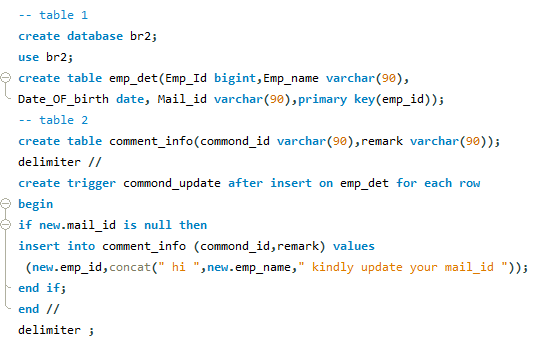 -- table 1
create database br2;
use br2;
create table emp_det(Emp_Id bigint,Emp_name varchar(90),
Date_OF_birth date, Mail_id varchar(90),primary key(emp_id));
-- table 2
create table comment_info(commond_id varchar(90),remark varchar(90));
delimiter //
create trigger commond_update after insert on emp_det for each row
begin
if new.mail_id is null then
insert into comment_info (commond_id,remark) values
(new.emp_id,concat(" hi ",new.emp_name," kindly update your mail_id "));
end if;
end //
delimiter ;